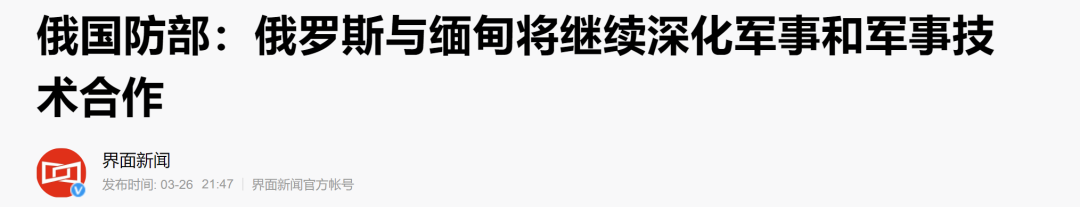 俄国防部：俄罗斯与缅甸将继续深化军事和军事技
术合作
界面新闻
发布时间: 03-26 21:47 界面新闻官方帐号